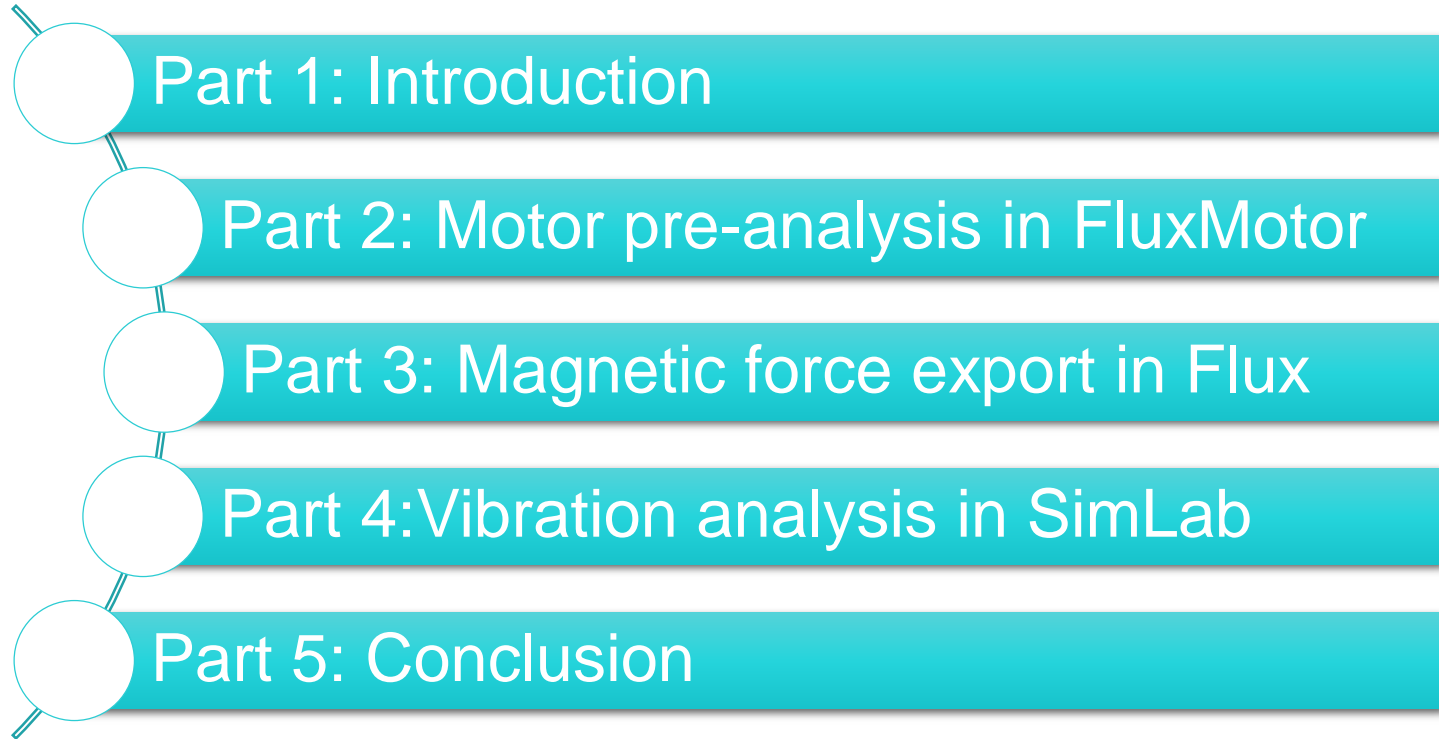 Part 1: Introduction
Part 2: Motor pre-analysis in FluxMotor
Part 3: Magnetic force export in Flux
Part 4:Vibration analysis in SimLab
Part 5: Conclusion